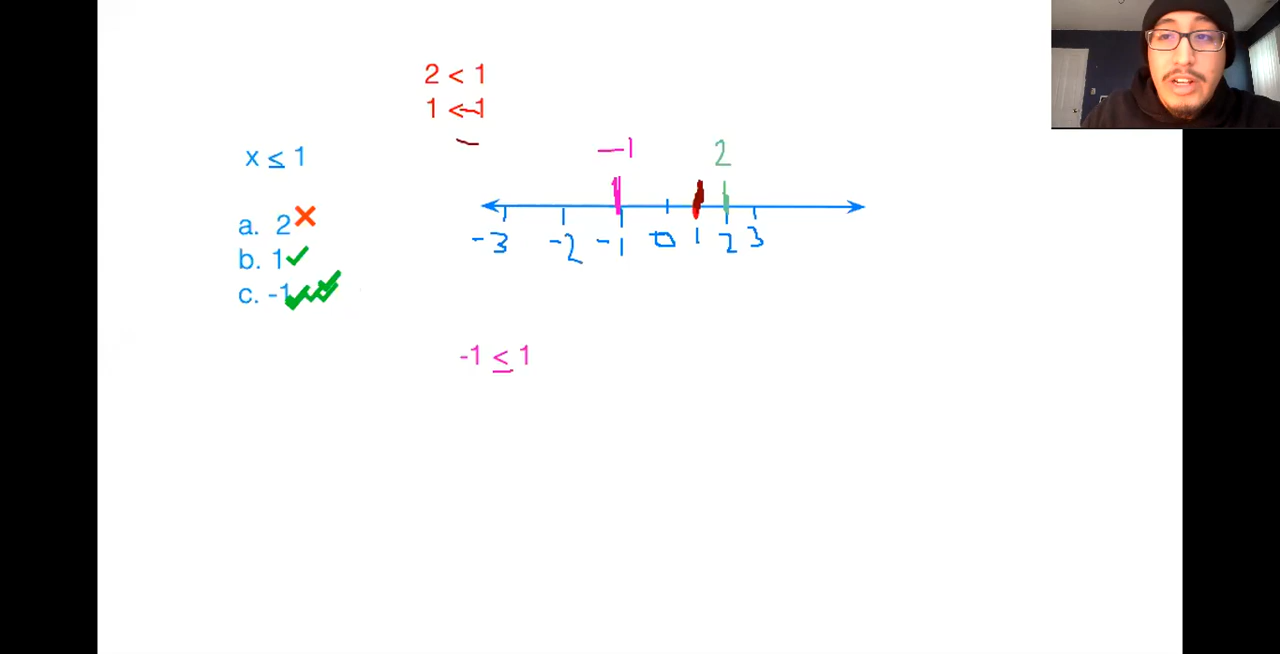 2 < 1
1 < 1
x ≤ 1
a. 2
b. 1
c. -1
-1 2
-3 -2 -1 0 1 2 3
-1 ≤ 1